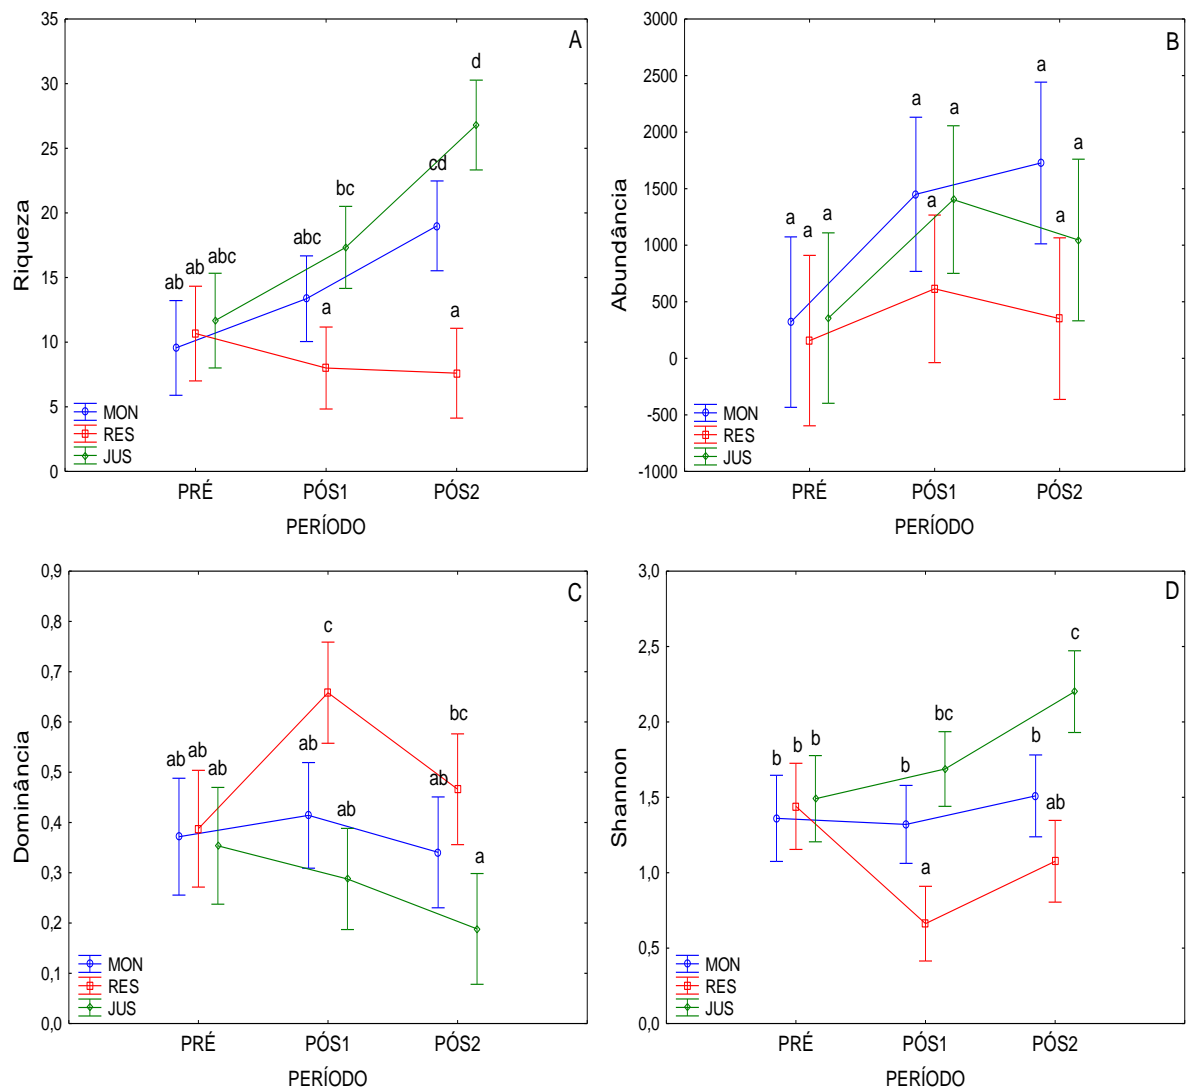 35
30
25
20
15
10
5
0
Riqueza
A
ab
ab
abc
abc
a
bc
cd
a
d
MON
RES
JUS
PRÉ PÓS1 PÓS2
PERÍODO
3000
2500
2000
1500
1000
500
0
-500
-1000
Abundância
B
a
a
a
a
a
a
a
a
a
MON
RES
JUS
PRÉ PÓS1 PÓS2
PERÍODO
0,9
0,8
0,7
0,6
0,5
0,4
0,3
0,2
0,1
0,0
Dominância
C
ab
ab
ab
ab
c
ab
ab
bc
a
MON
RES
JUS
PRÉ PÓS1 PÓS2
PERÍODO
3,0
2,5
2,0
1,5
1,0
0,5
0,0
Shannon
D
b
b
b
b
a
bc
b
ab
c
MON
RES
JUS
PRÉ PÓS1 PÓS2
PERÍODO